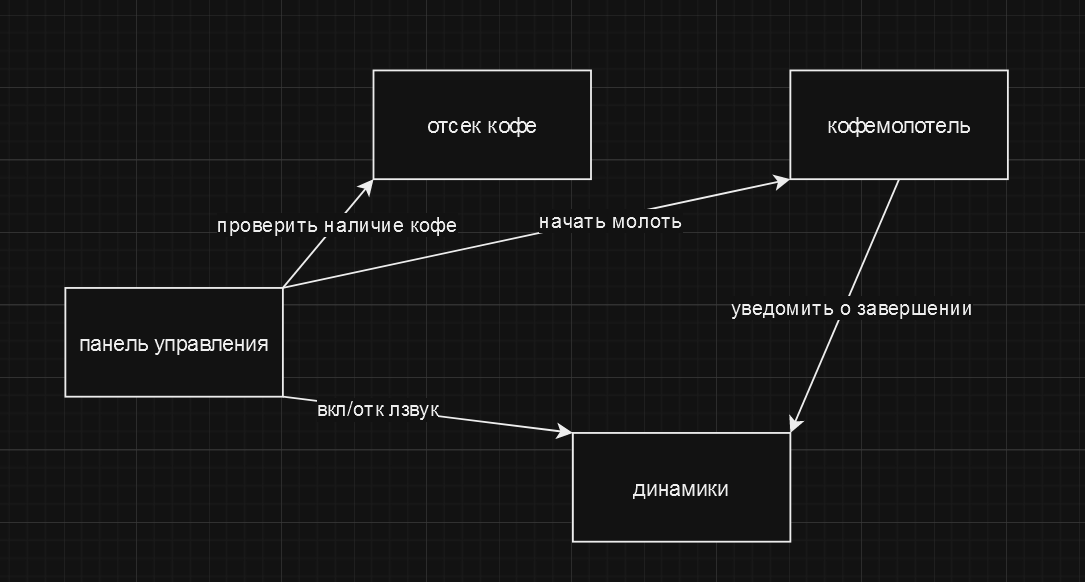 отсек кофе
кофемолотель
проверить наличие кофе
начать молоть
уведомить о завершении
панель управления
вкл/отк лзвук
динамики